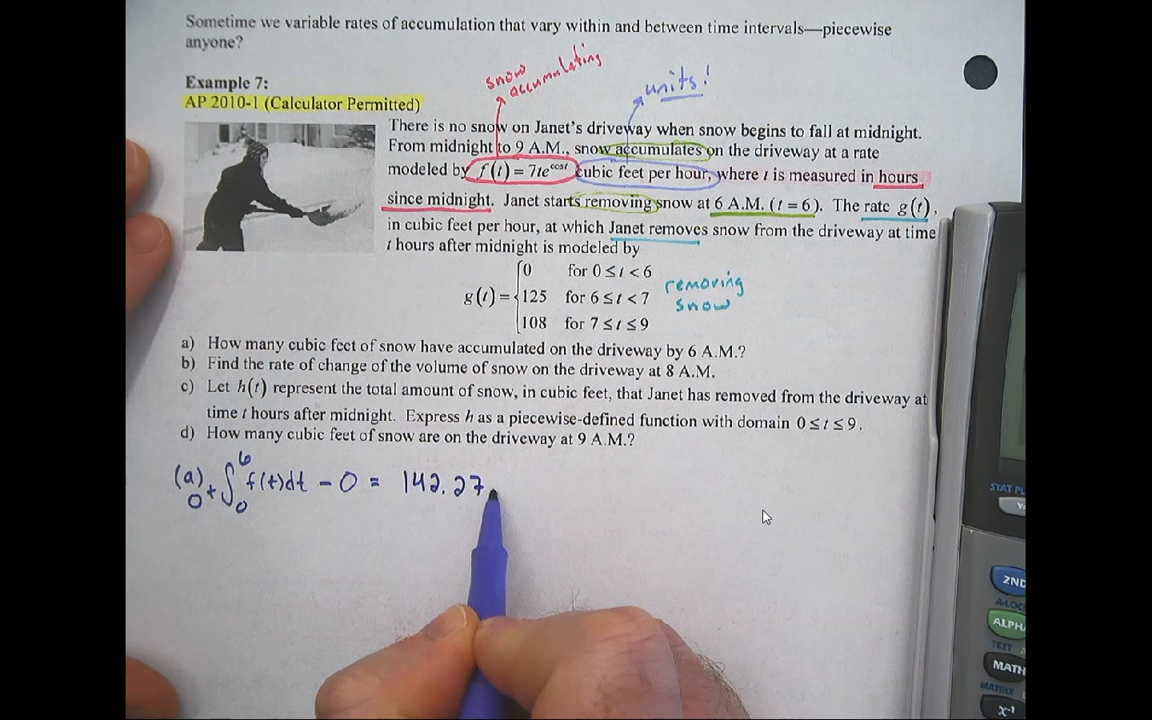 Sometime we variable rates of accumulation that vary within and between time intervals—piecewise
anyone?
snow
accumulating
units!
Example 7:
AP 2010-1 (Calculator Permitted)
There is no snow on Janet's driveway when snow begins to fall at midnight.
From midnight to 9 A.M., snow accumulates on the driveway at a rate
modeled by f(t) = 7te^cos t cubic feet per hour, where t is measured in hours
since midnight. Janet starts removing snow at 6 A.M. (t = 6). The rate g(t),
in cubic feet per hour, at which Janet removes snow from the driveway at time
t hours after midnight is modeled by
0 for 0 ≤ t < 6
g(t) = { 125 for 6 ≤ t < 7
108 for 7 ≤ t ≤ 9
removing
snow
a) How many cubic feet of snow have accumulated on the driveway by 6 A.M.?
b) Find the rate of change of the volume of snow on the driveway at 8 A.M.
c) Let h(t) represent the total amount of snow, in cubic feet, that Janet has removed from the driveway at
time t hours after midnight. Express h as a piecewise-defined function with domain 0 ≤ t ≤ 9.
d) How many cubic feet of snow are on the driveway at 9 A.M.?
(a) 0 + ∫_0^6 f(t)dt - 0 = 142.27
2ND
ALPH
MATH
MATRIX
x⁻¹